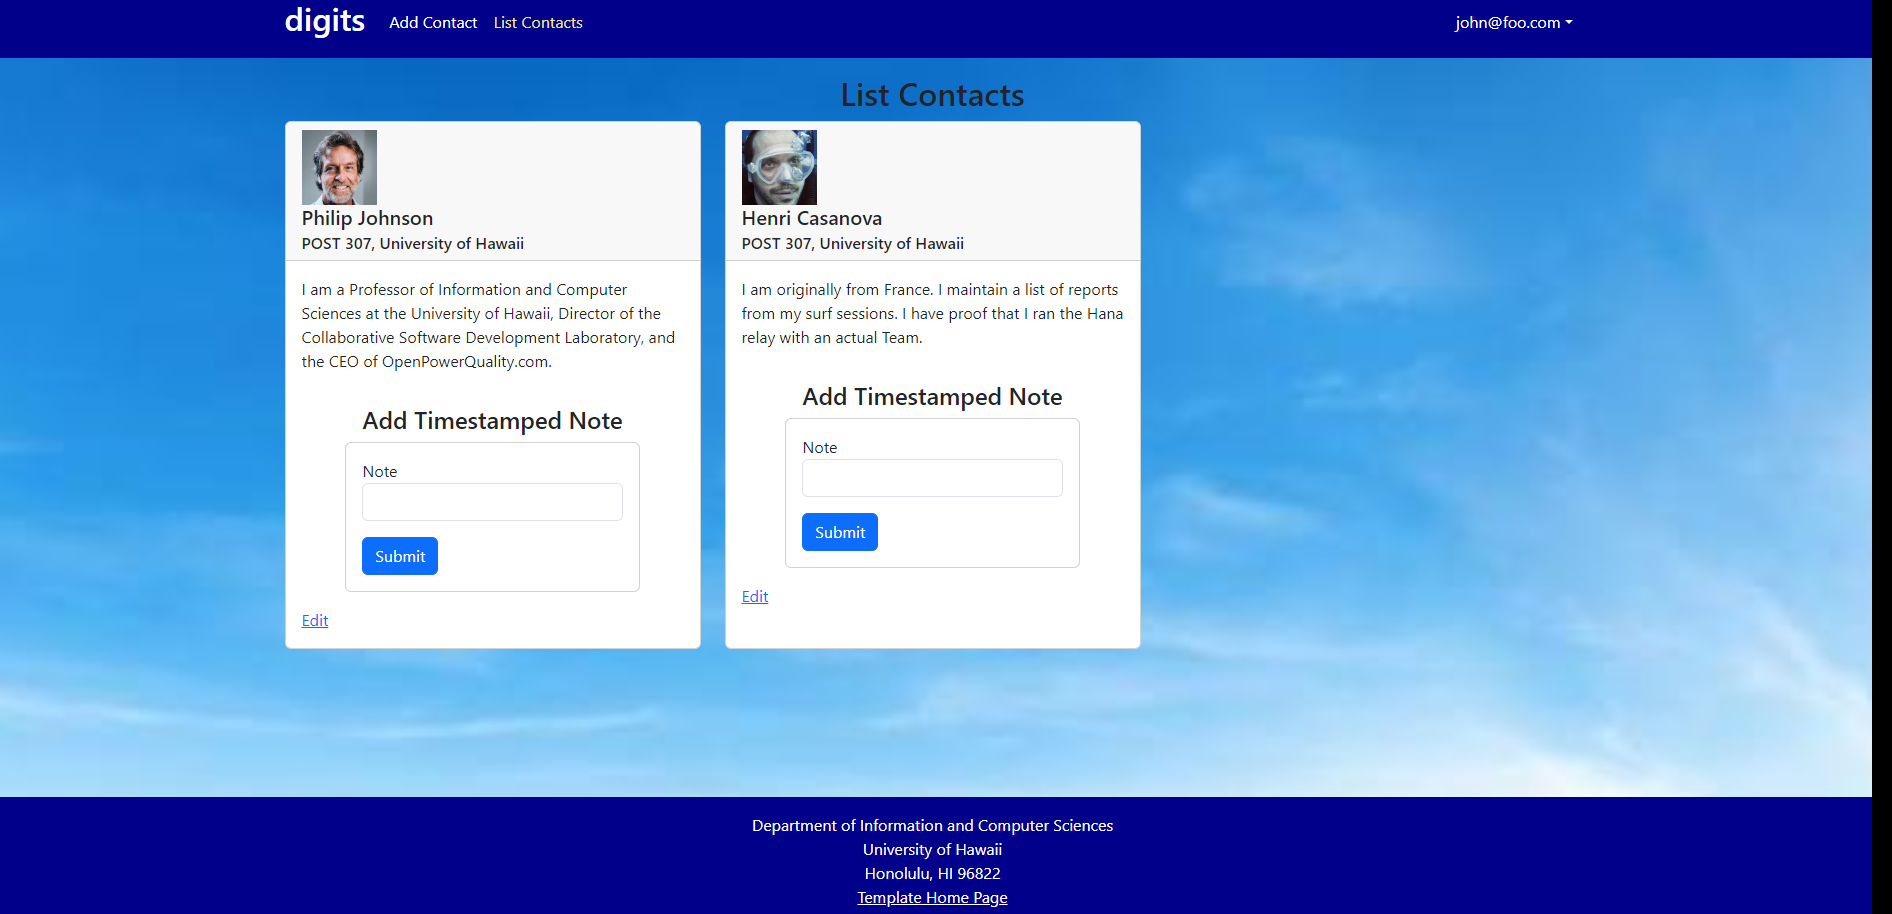 digits Add Contact List Contacts john@foo.com
List Contacts
Philip Johnson
POST 307, University of Hawaii
I am a Professor of Information and Computer
Sciences at the University of Hawaii, Director of the
Collaborative Software Development Laboratory, and
the CEO of OpenPowerQuality.com.
Add Timestamped Note
Note
Submit
Edit
Henri Casanova
POST 307, University of Hawaii
I am originally from France. I maintain a list of reports
from my surf sessions. I have proof that I ran the Hana
relay with an actual Team.
Add Timestamped Note
Note
Submit
Edit
Department of Information and Computer Sciences
University of Hawaii
Honolulu, HI 96822
Template Home Page